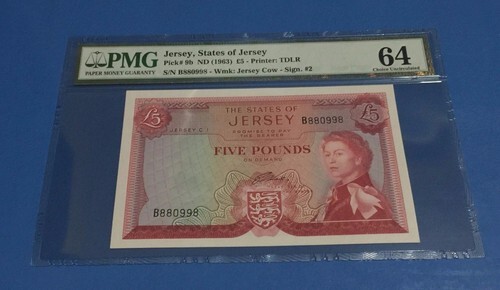 PMG
PAPER MONEY GUARANTY
Jersey, States of Jersey
Pick# 9b ND (1963) £5 - Printer: TDLR
S/N B880998 - Wmk: Jersey Cow - Sign. #2
64
Choice Uncirculated
£5
THE STATES OF
JERSEY
B880998
£5
PROMISE TO PAY
THE BEARER
FIVE POUNDS
ON DEMAND
B880998